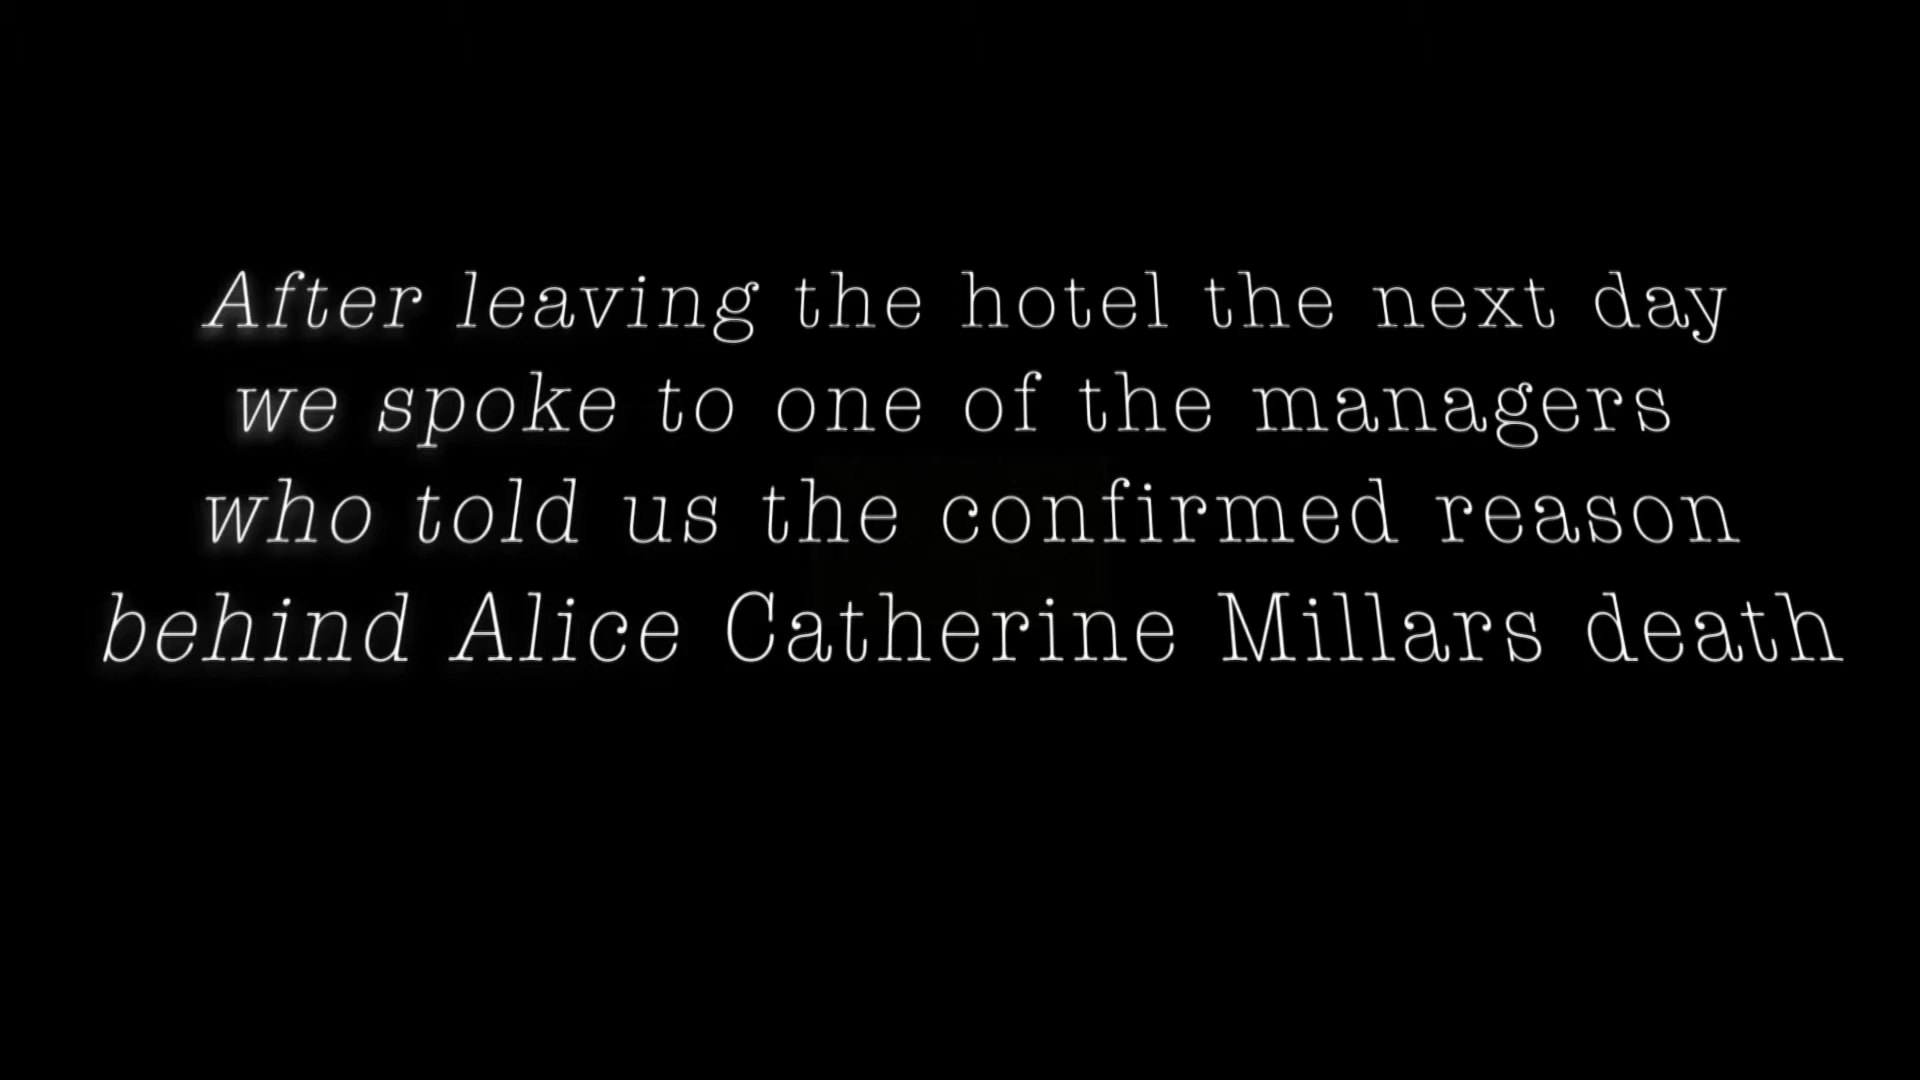 After leaving the hotel the next day
we spoke to one of the managers
who told us the confirmed reason
behind Alice Catherine Millars death